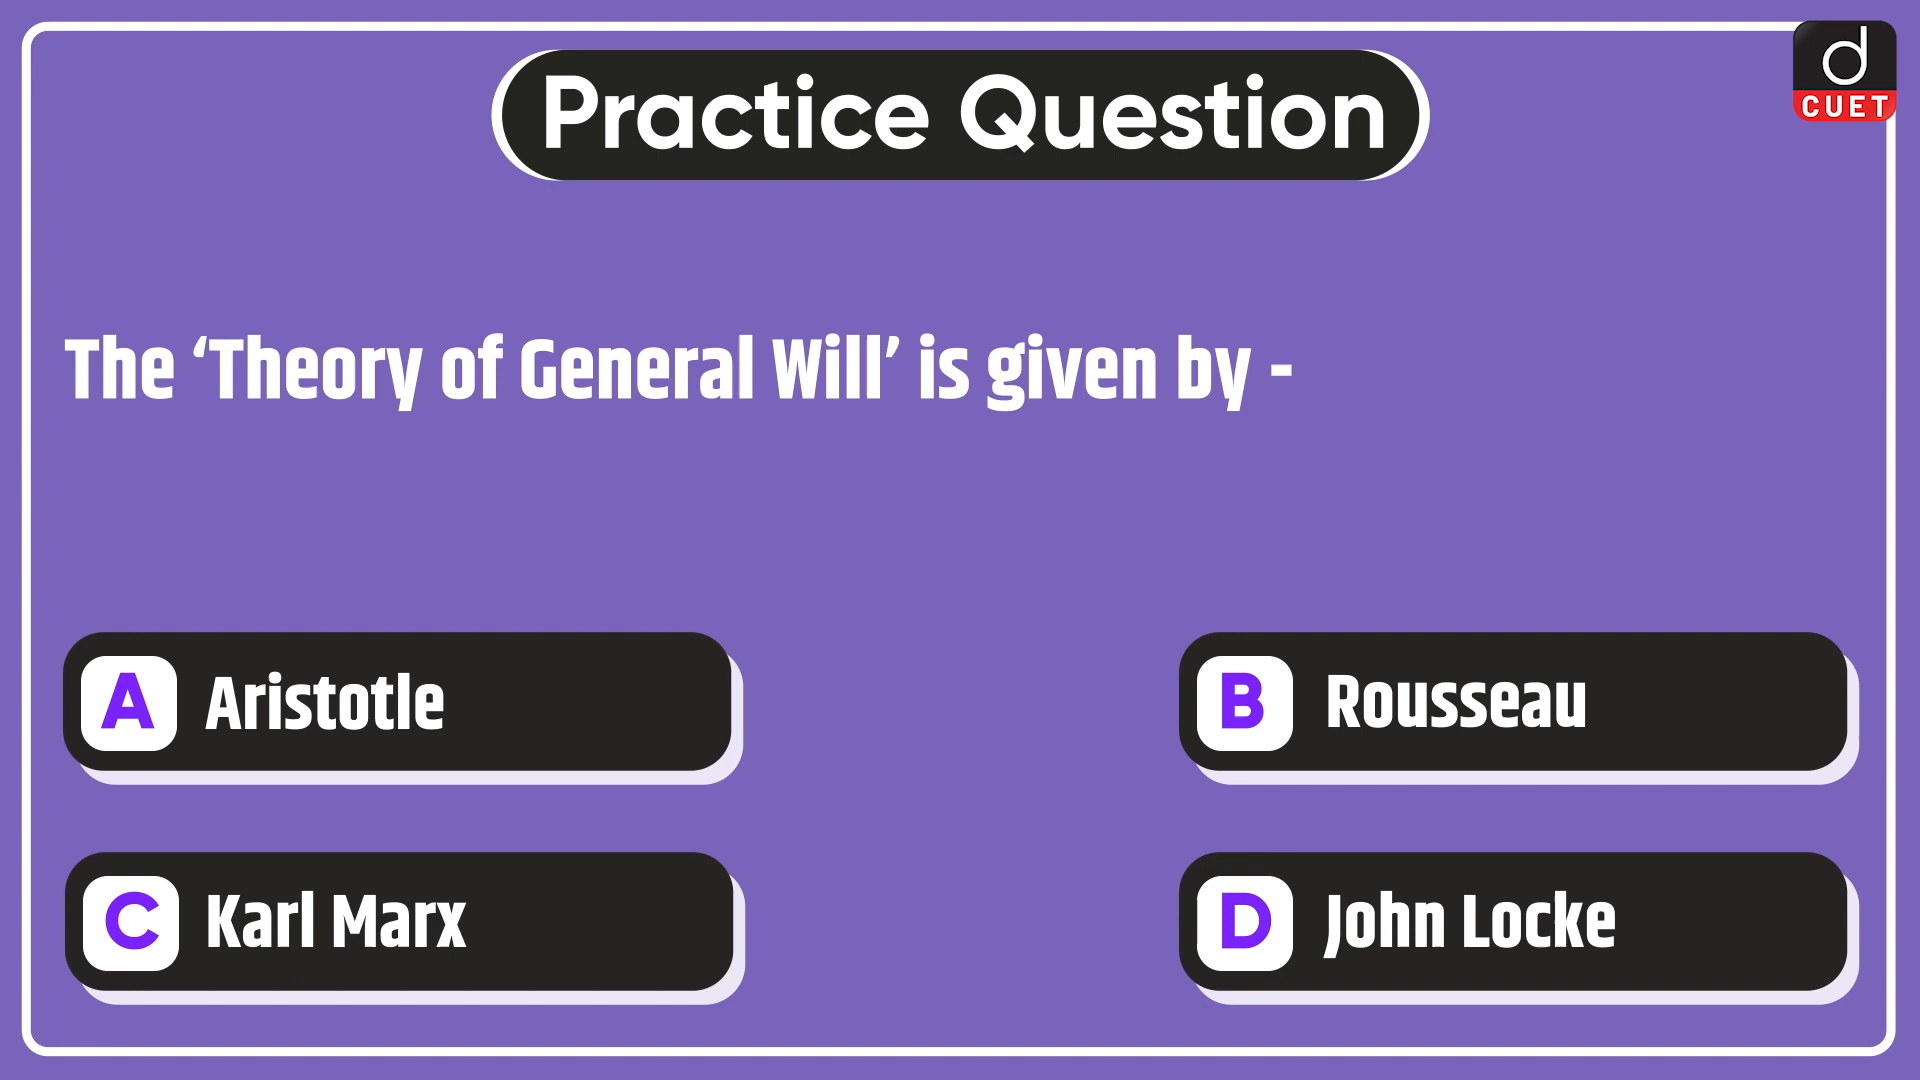 Practice Question
d
CUET
The ‘Theory of General Will’ is given by -
A Aristotle
B Rousseau
C Karl Marx
D John Locke